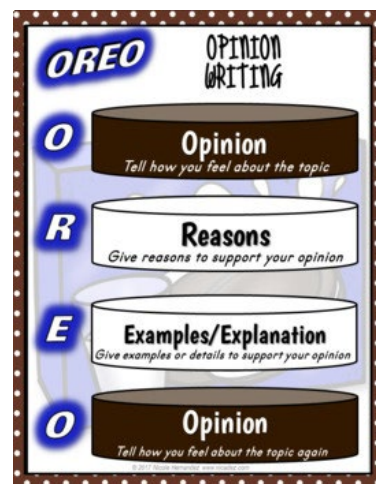 OREO
OPINION
WRITING
O
Opinion
Tell how you feel about the topic
R
Reasons
Give reasons to support your opinion
E
Examples/Explanation
Give examples or details to support your opinion
O
Opinion
Tell how you feel about the topic again